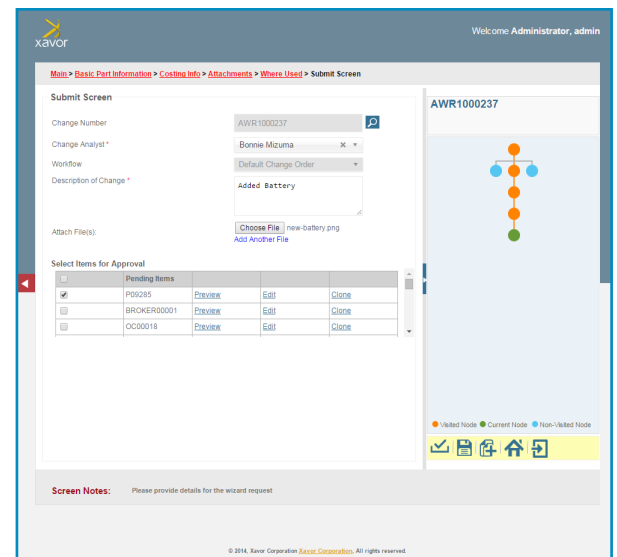 xavor
Welcome Administrator, admin
Main > Basic Part Information > Costing Info > Attachments > Where Used > Submit Screen
Submit Screen
Change Number
AWR1000237
Change Analyst *
Bonnie Mizuma
Workflow
Default Change Order
Description of Change *
Added Battery
Attach File(s):
Choose File new-battery.png
Add Another File
Select Items for Approval
Pending Items
P09285 Preview Edit Clone
BROKER00001 Preview Edit Clone
OC00018 Preview Edit Clone
AWR1000237
Visited Node Current Node Non-Visited Node
Screen Notes: Please provide details for the wizard request
© 2014, Xavor Corporation Xavor Corporation, All rights reserved.